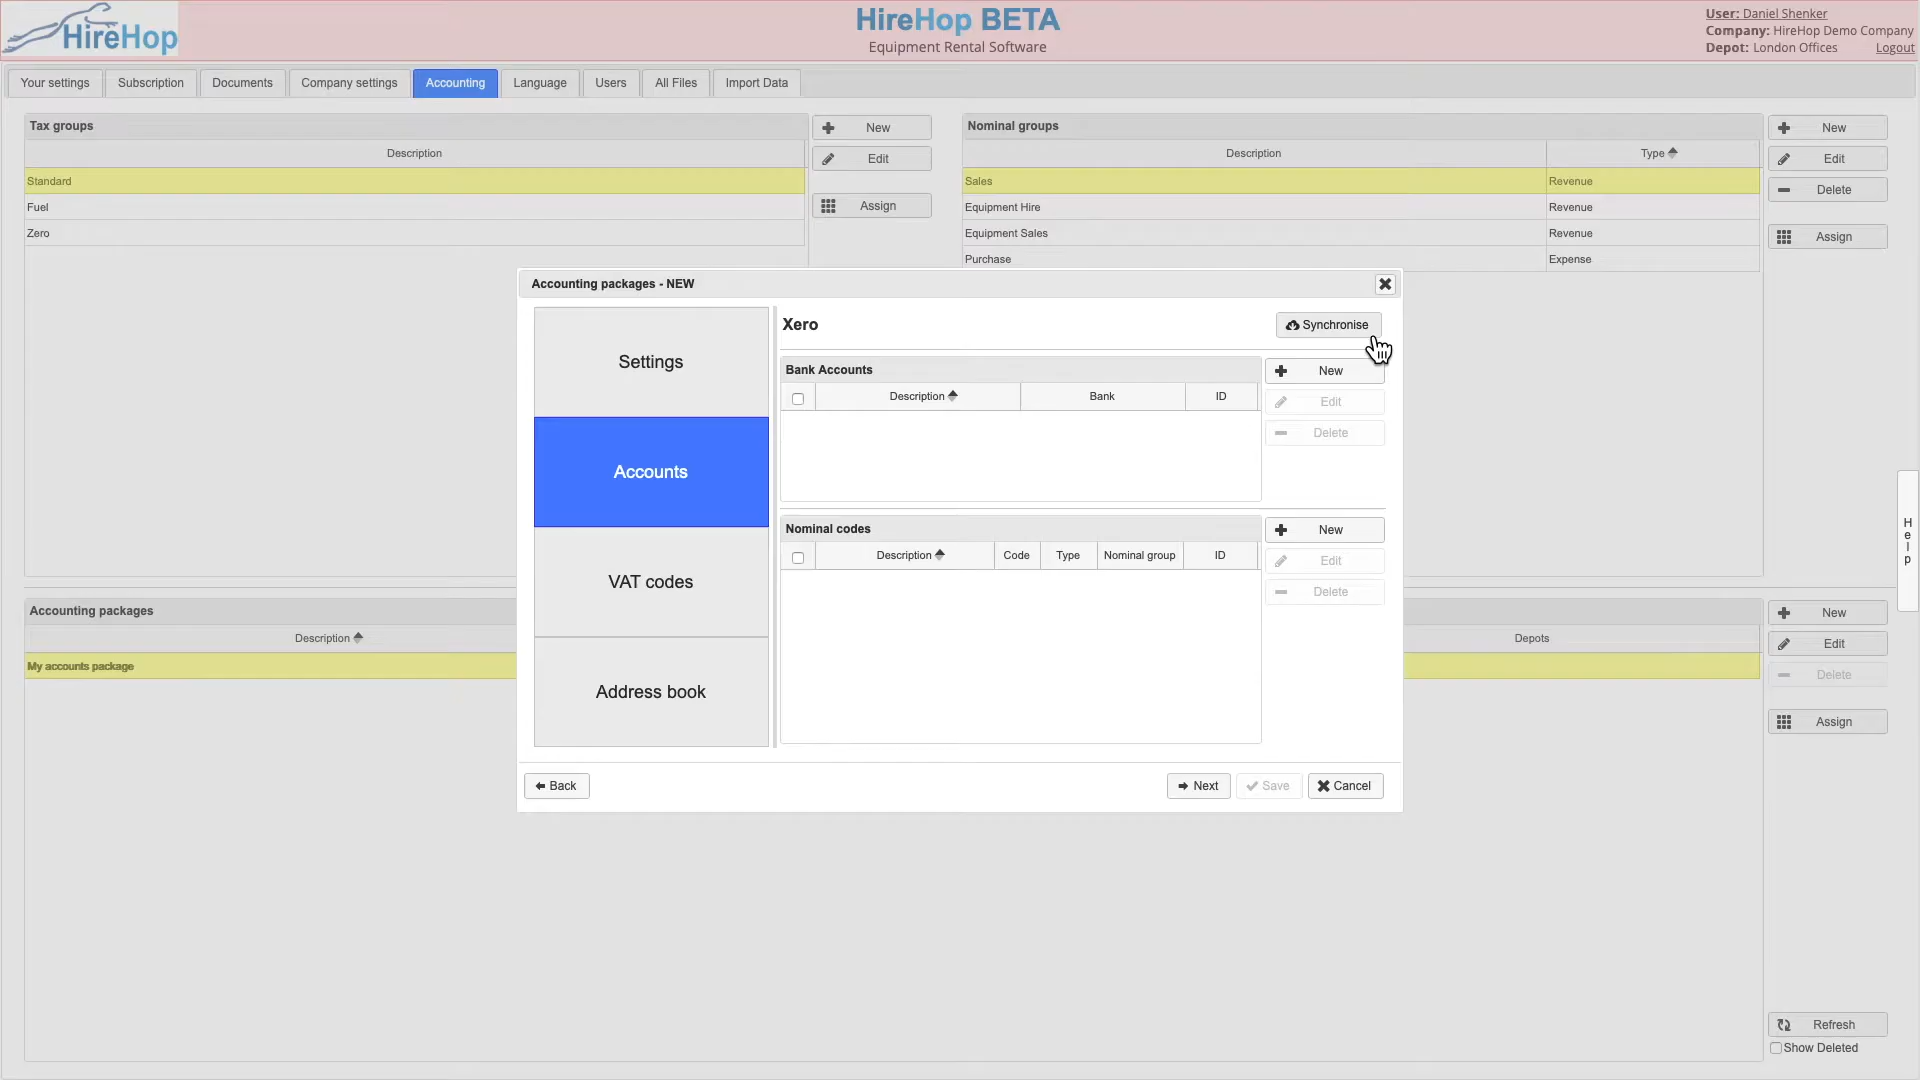 HireHop
HireHop BETA
Equipment Rental Software
User: Daniel Shenker
Company: HireHop Demo Company
Depot: London Offices
Logout
Your settings
Subscription
Documents
Company settings
Accounting
Language
Users
All Files
Import Data
Tax groups
Description
Standard
Fuel
Zero
New
Edit
Assign
Nominal groups
Description Type
Sales Revenue
Equipment Hire Revenue
Equipment Sales Revenue
Purchase Expense
New
Edit
Delete
Assign
Accounting packages - NEW
Settings
Accounts
VAT codes
Address book
Xero
Synchronise
Bank Accounts
Description Bank ID
New
Edit
Delete
Nominal codes
Description Code Type Nominal group ID
New
Edit
Delete
Back
Next
Save
Cancel
Accounting packages
Description
Depots
My accounts package
New
Edit
Delete
Assign
Refresh
Show Deleted
Help